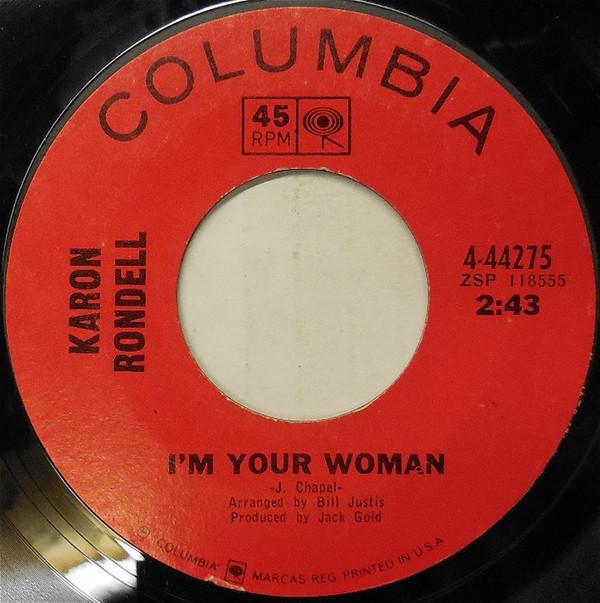 COLUMBIA
45
RPM
KARON
RONDELL
4-44275
ZSP 118555
2:43
I'M YOUR WOMAN
-J. Chapel-
Arranged by Bill Justis
Produced by Jack Gold
® "COLUMBIA" MARCAS REG. PRINTED IN U.S.A.